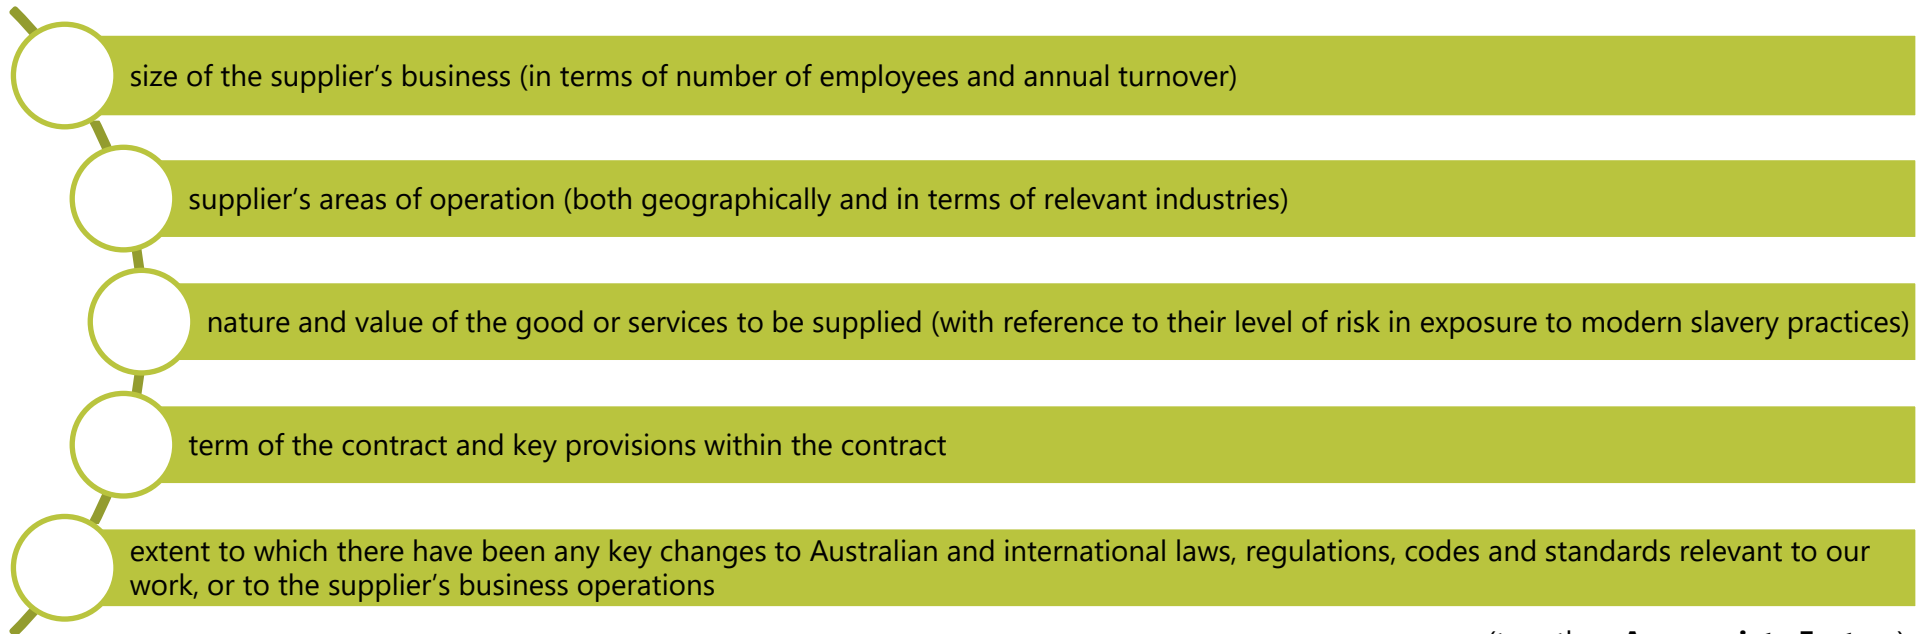 size of the supplier’s business (in terms of number of employees and annual turnover)
supplier’s areas of operation (both geographically and in terms of relevant industries)
nature and value of the good or services to be supplied (with reference to their level of risk in exposure to modern slavery practices)
term of the contract and key provisions within the contract
extent to which there have been any key changes to Australian and international laws, regulations, codes and standards relevant to our
work, or to the supplier’s business operations